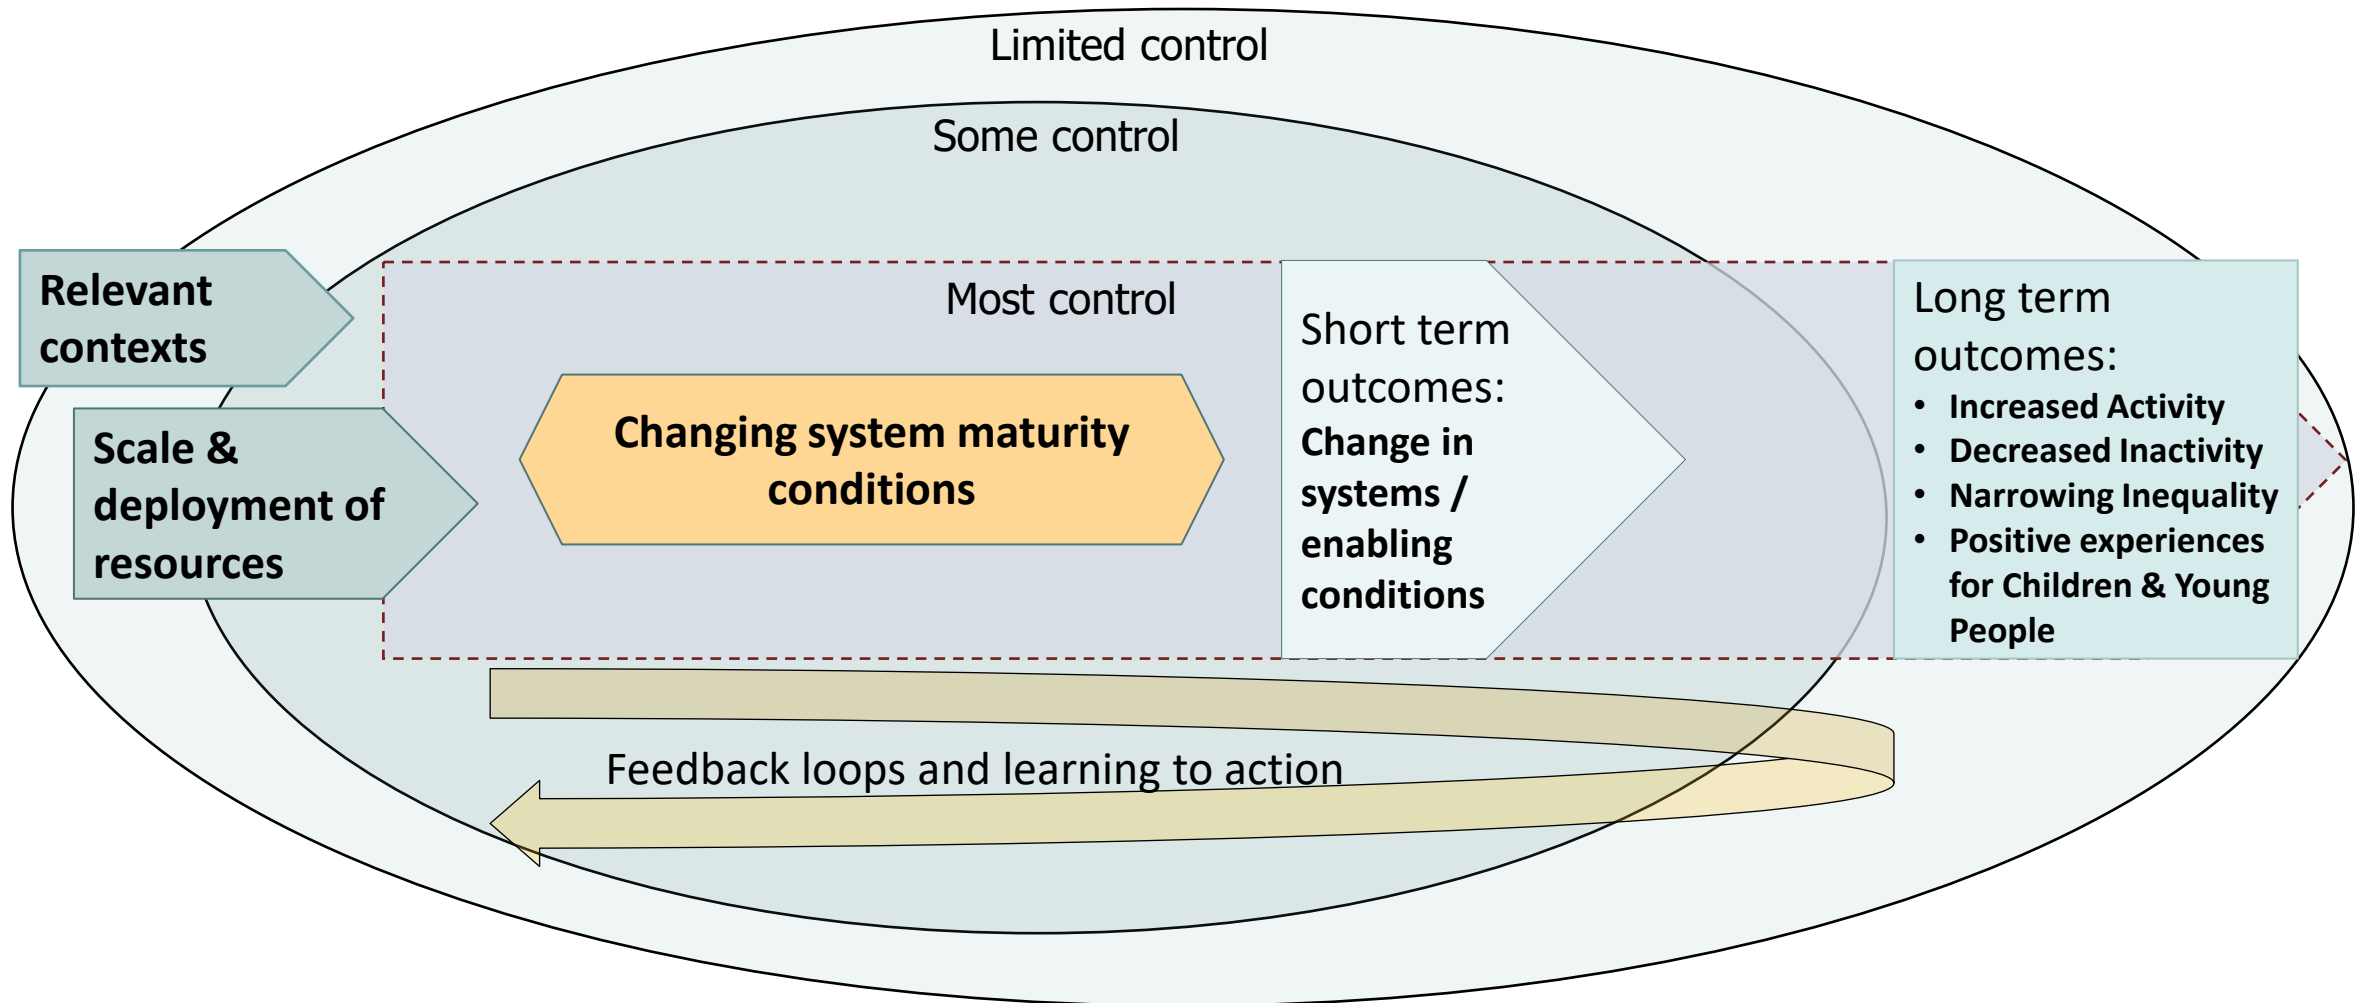 Limited control
Some control
Most control
Relevant
contexts
Scale &
deployment of
resources
Changing system maturity
conditions
Short term
outcomes:
Change in
systems /
enabling
conditions
Long term
outcomes:
• Increased Activity
• Decreased Inactivity
• Narrowing Inequality
• Positive experiences
for Children & Young
People
Feedback loops and learning to action